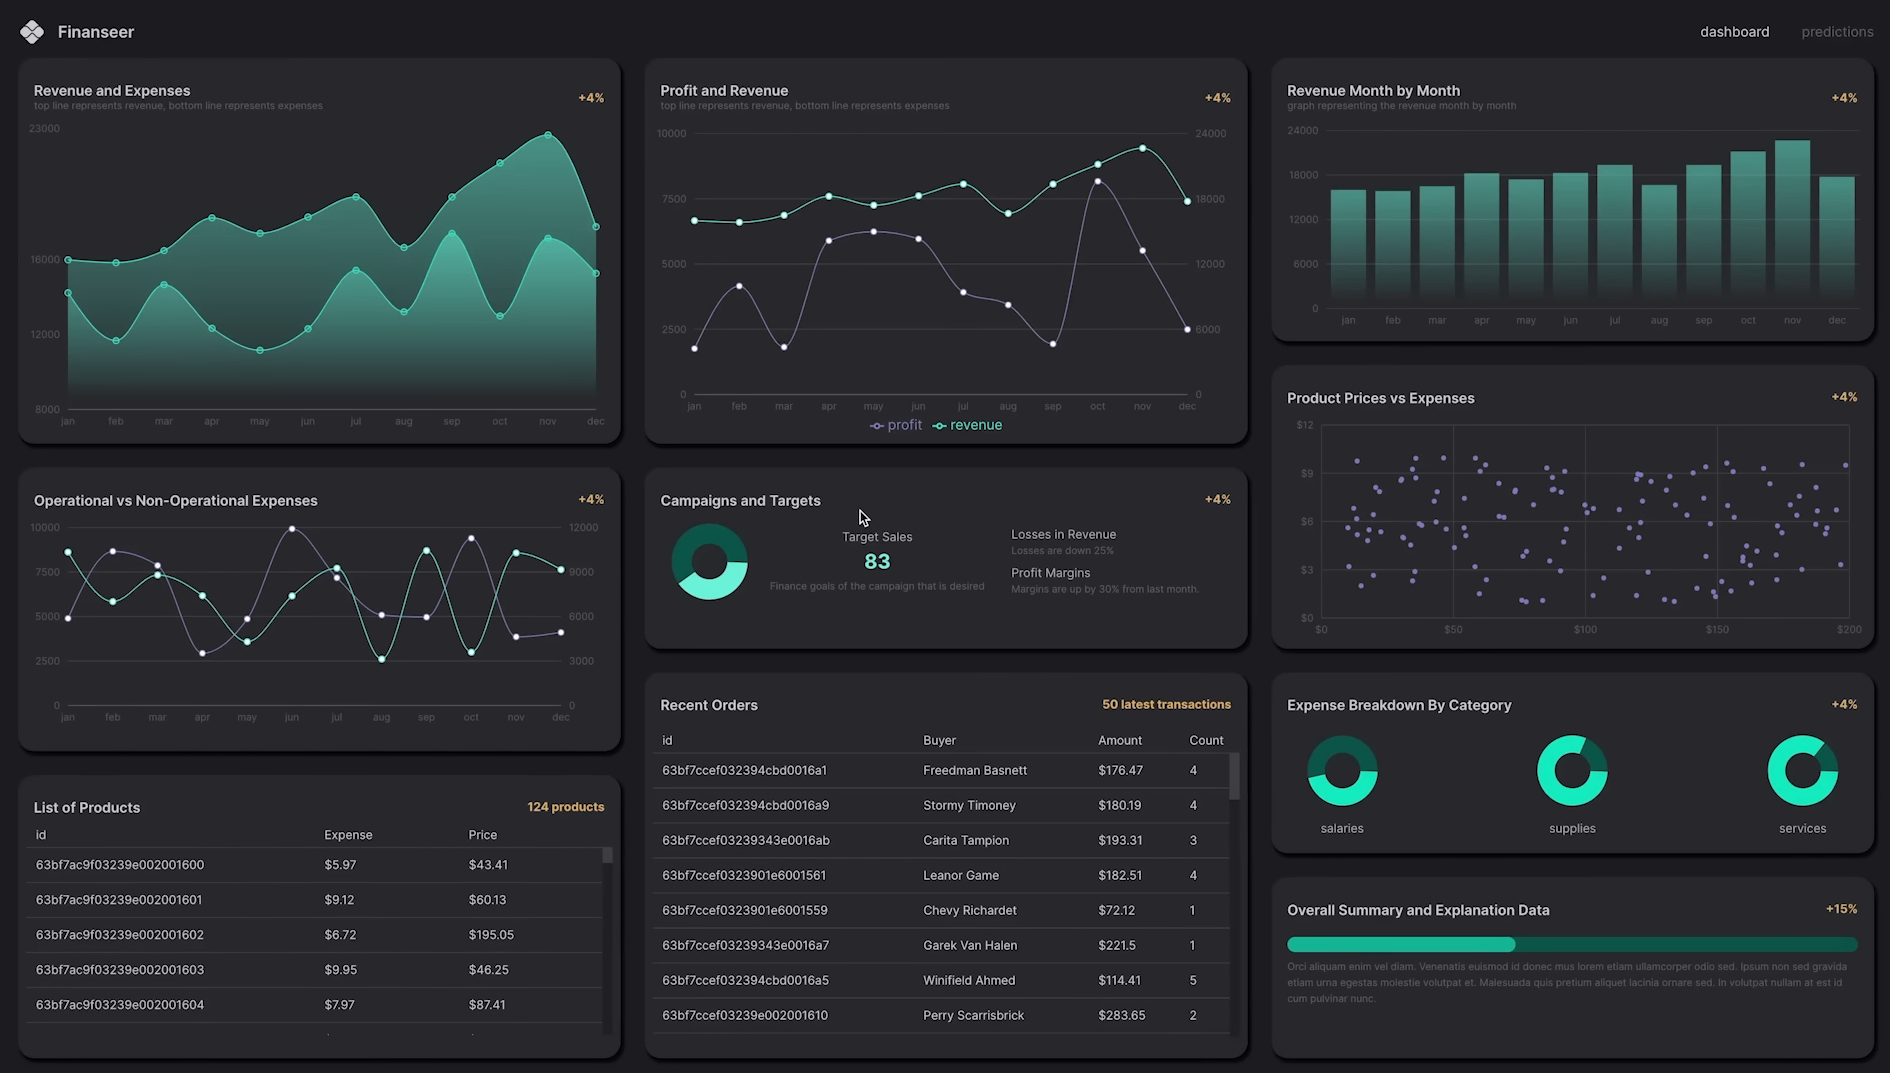 Finanseer
dashboard
predictions
Revenue and Expenses
top line represents revenue, bottom line represents expenses
+4%
23000
16000
12000
8000
jan feb mar apr may jun jul aug sep oct nov dec
Profit and Revenue
top line represents revenue, bottom line represents expenses
+4%
10000 24000
7500 18000
5000 12000
2500 6000
0 0
jan feb mar apr may jun jul aug sep oct nov dec
profit revenue
Revenue Month by Month
graph representing the revenue month by month
+4%
24000
18000
12000
6000
0
jan feb mar apr may jun jul aug sep oct nov dec
Operational vs Non-Operational Expenses
+4%
10000 12000
7500 9000
5000 6000
2500 3000
0 0
jan feb mar apr may jun jul aug sep oct nov dec
Campaigns and Targets
+4%
Target Sales
83
Finance goals of the campaign that is desired
Losses in Revenue
Losses are down 25%
Profit Margins
Margins are up by 30% from last month.
Product Prices vs Expenses
+4%
$12
$9
$6
$3
$0
$0 $50 $100 $150 $200
List of Products
124 products
id Expense Price
63bf7ac9f03239e002001600 $5.97 $43.41
63bf7ac9f03239e002001601 $9.12 $60.13
63bf7ac9f03239e002001602 $6.72 $195.05
63bf7ac9f03239e002001603 $9.95 $46.25
63bf7ac9f03239e002001604 $7.97 $87.41
Recent Orders
50 latest transactions
id Buyer Amount Count
63bf7ccef032394cbd0016a1 Freedman Basnett $176.47 4
63bf7ccef032394cbd0016a9 Stormy Timoney $180.19 4
63bf7ccef03239343e0016ab Carita Tampion $193.31 3
63bf7ccef0323901e6001561 Leanor Game $182.51 4
63bf7ccef0323901e6001559 Chevy Richardet $72.12 1
63bf7ccef03239343e0016a7 Garek Van Halen $221.5 1
63bf7ccef032394cbd0016a5 Winifield Ahmed $114.41 5
63bf7ccef03239e002001610 Perry Scarrisbrick $283.65 2
Expense Breakdown By Category
+4%
salaries
supplies
services
Overall Summary and Explanation Data
+15%
Orci aliquam enim vel diam. Venenatis euismod id donec mus lorem etiam ullamcorper odio sed. Ipsum non sed gravida
etiam urna egestas molestie volutpat et. Malesuada quis pretium aliquet lacinia ornare sed. In volutpat nullam at est id
cum pulvinar nunc.